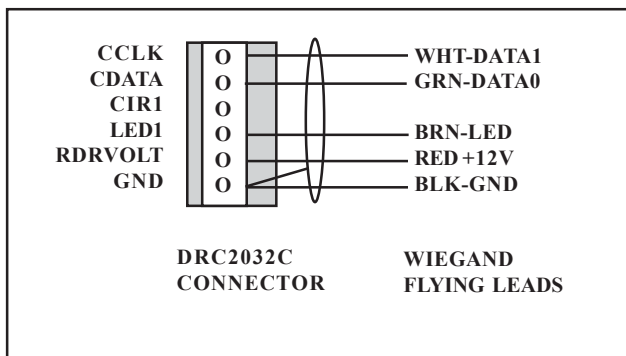 CCLK O WHT-DATA1
CDATA O GRN-DATA0
CIR1 O
LED1 O BRN-LED
RDRVOLT O RED +12V
GND O BLK-GND
DRC2032C WIEGAND
CONNECTOR FLYING LEADS